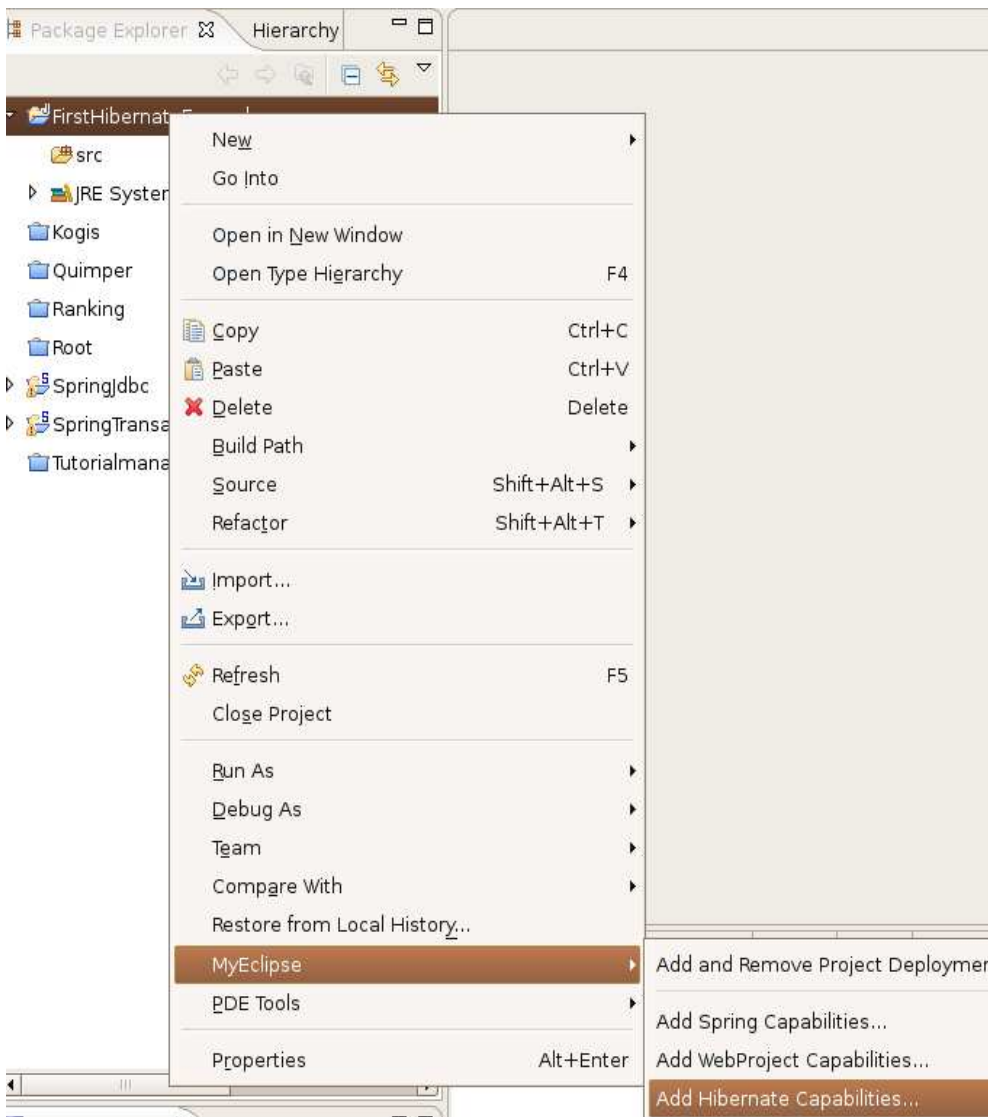 Package Explorer Hierarchy
FirstHibernat
src
JRE System
Kogis
Quimper
Ranking
Root
SpringJdbc
SpringTransa
Tutorialmana
New
Go Into
Open in New Window
Open Type Hierarchy F4
Copy Ctrl+C
Paste Ctrl+V
Delete Delete
Build Path
Source Shift+Alt+S
Refactor Shift+Alt+T
Import...
Export...
Refresh F5
Close Project
Run As
Debug As
Team
Compare With
Restore from Local History...
MyEclipse
PDE Tools
Properties Alt+Enter
Add and Remove Project Deploymen
Add Spring Capabilities...
Add WebProject Capabilities...
Add Hibernate Capabilities...